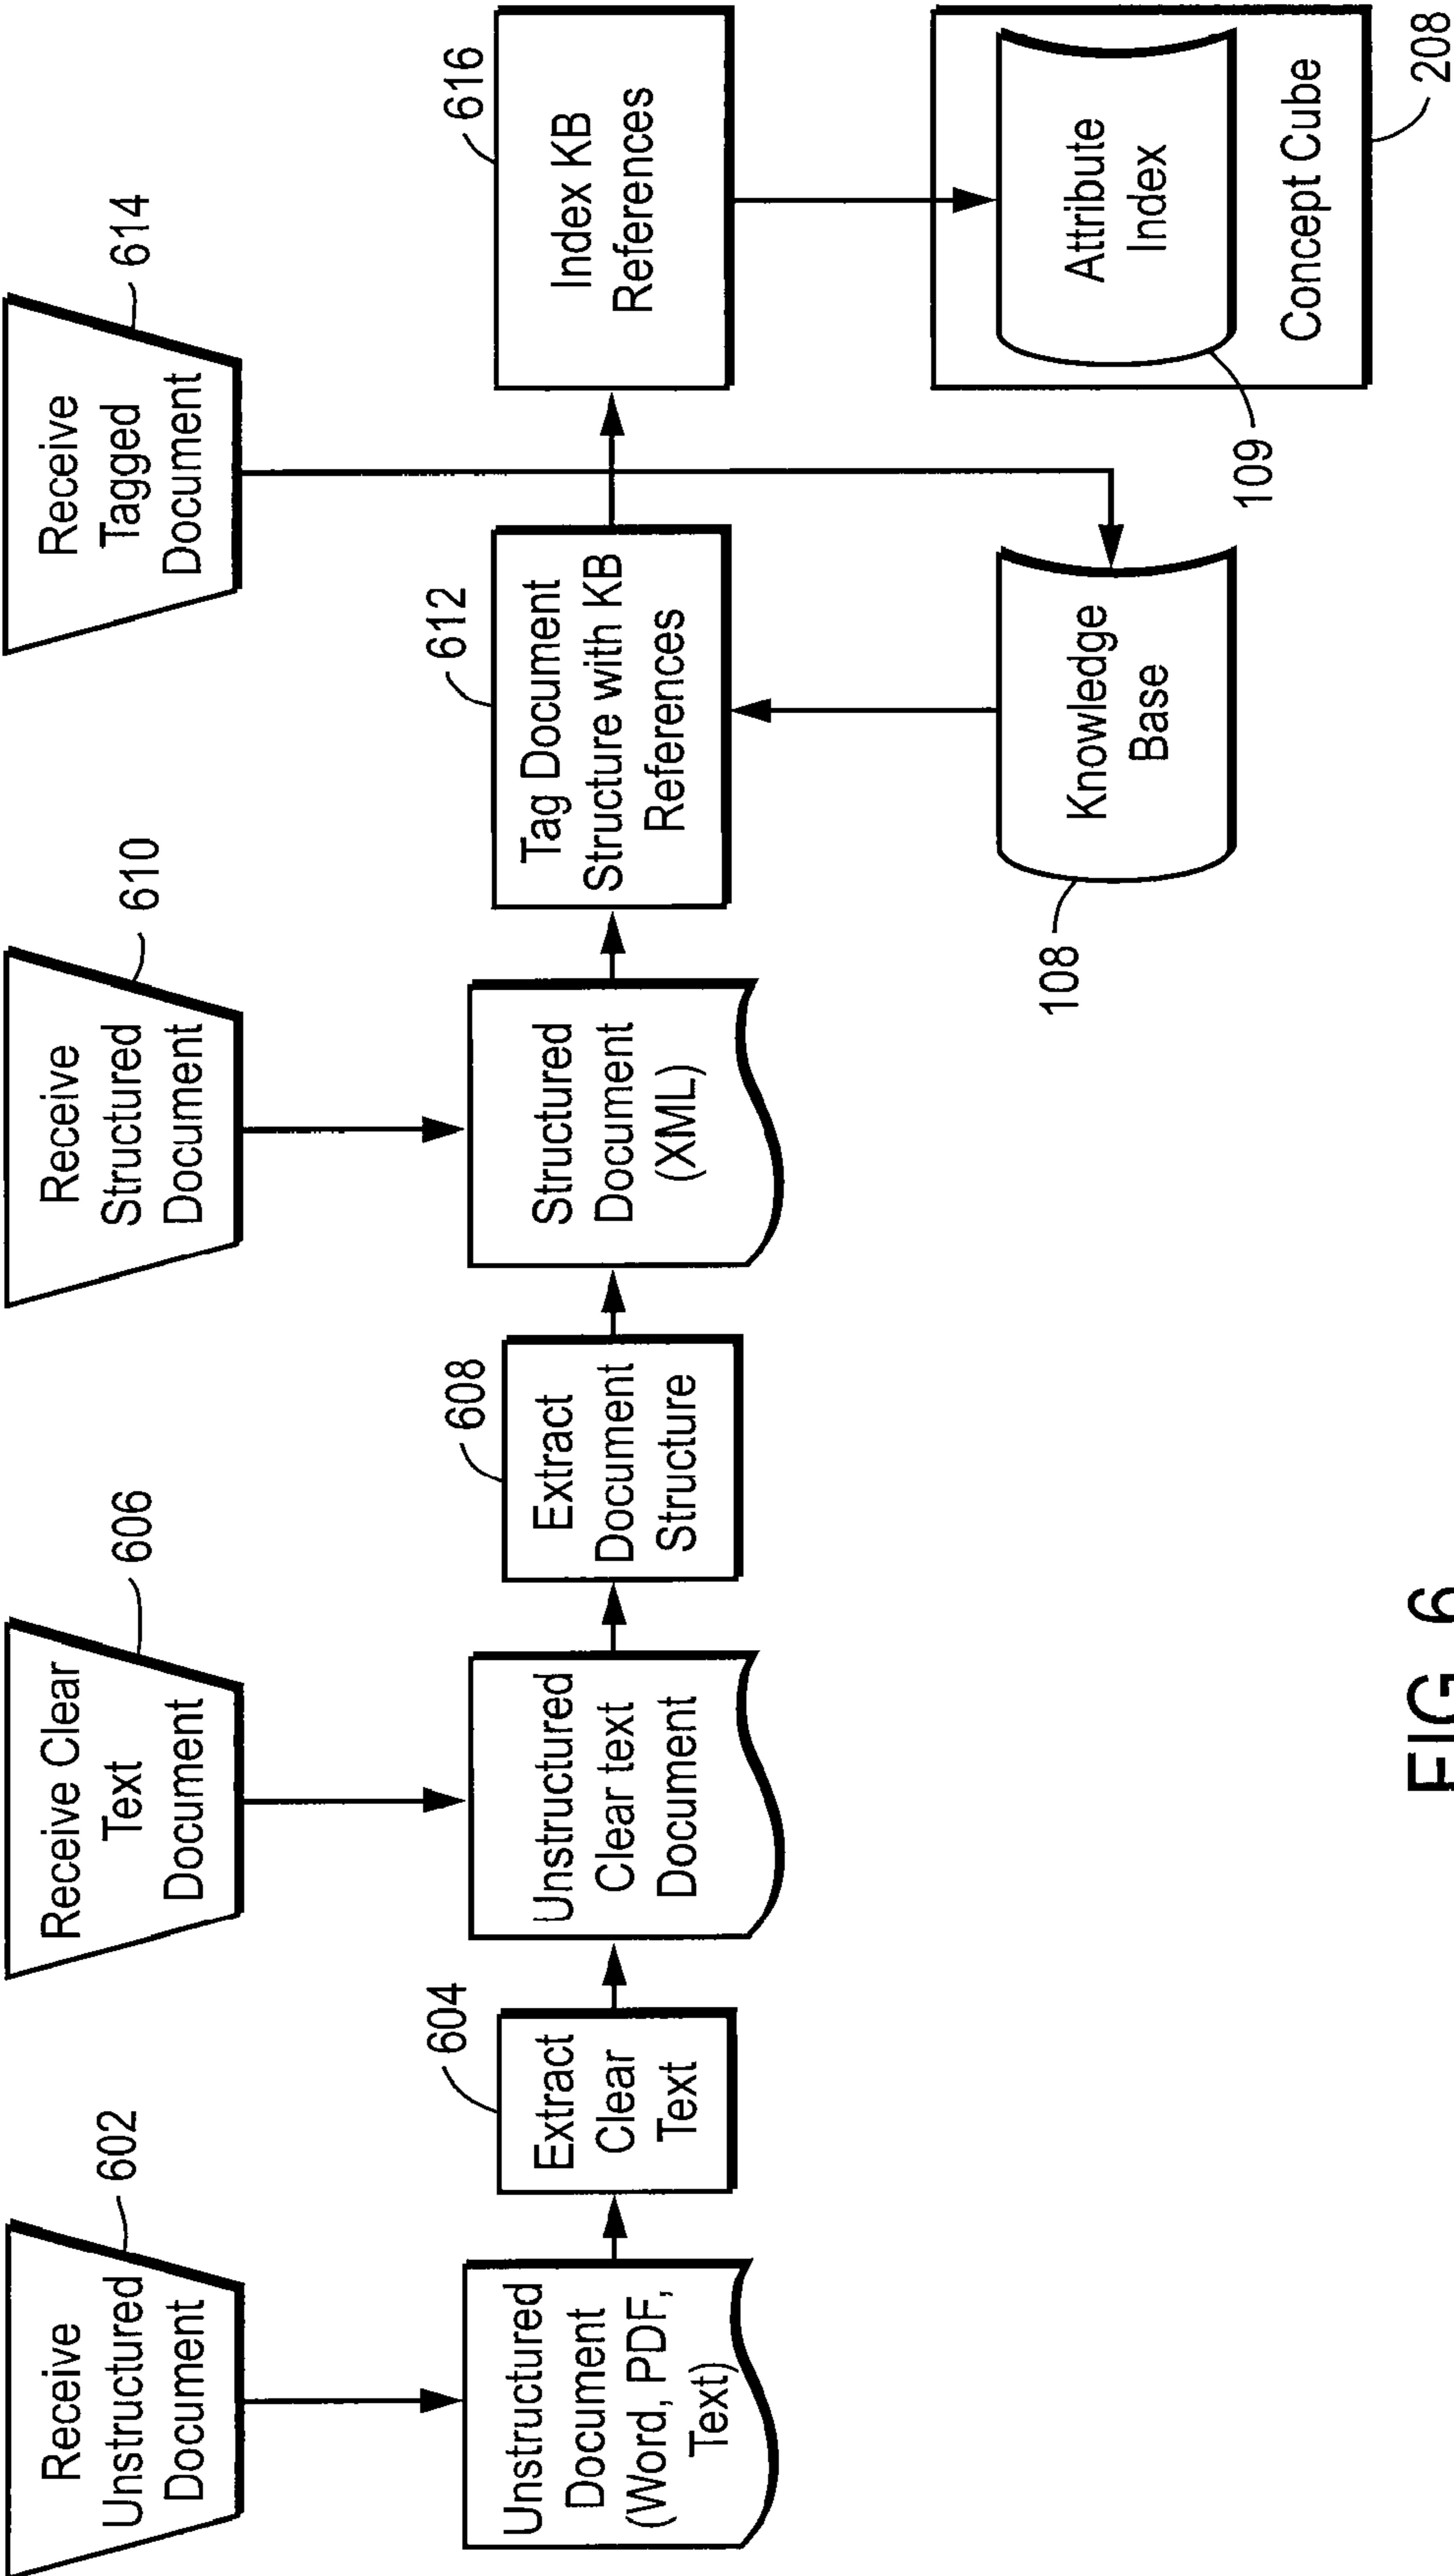 Receive
Unstructured
Document
602
Receive Clear
Text
Document
606
Receive
Structured
Document
610
Receive
Tagged
Document
614
Unstructured
Document
(Word, PDF,
Text)
604
Extract
Clear
Text
Unstructured
Clear text
Document
608
Extract
Document
Structure
Structured
Document
(XML)
612
Tag Document
Structure with KB
References
616
Index KB
References
108
Knowledge
Base
109
Attribute
Index
Concept Cube
208
FIG. 6